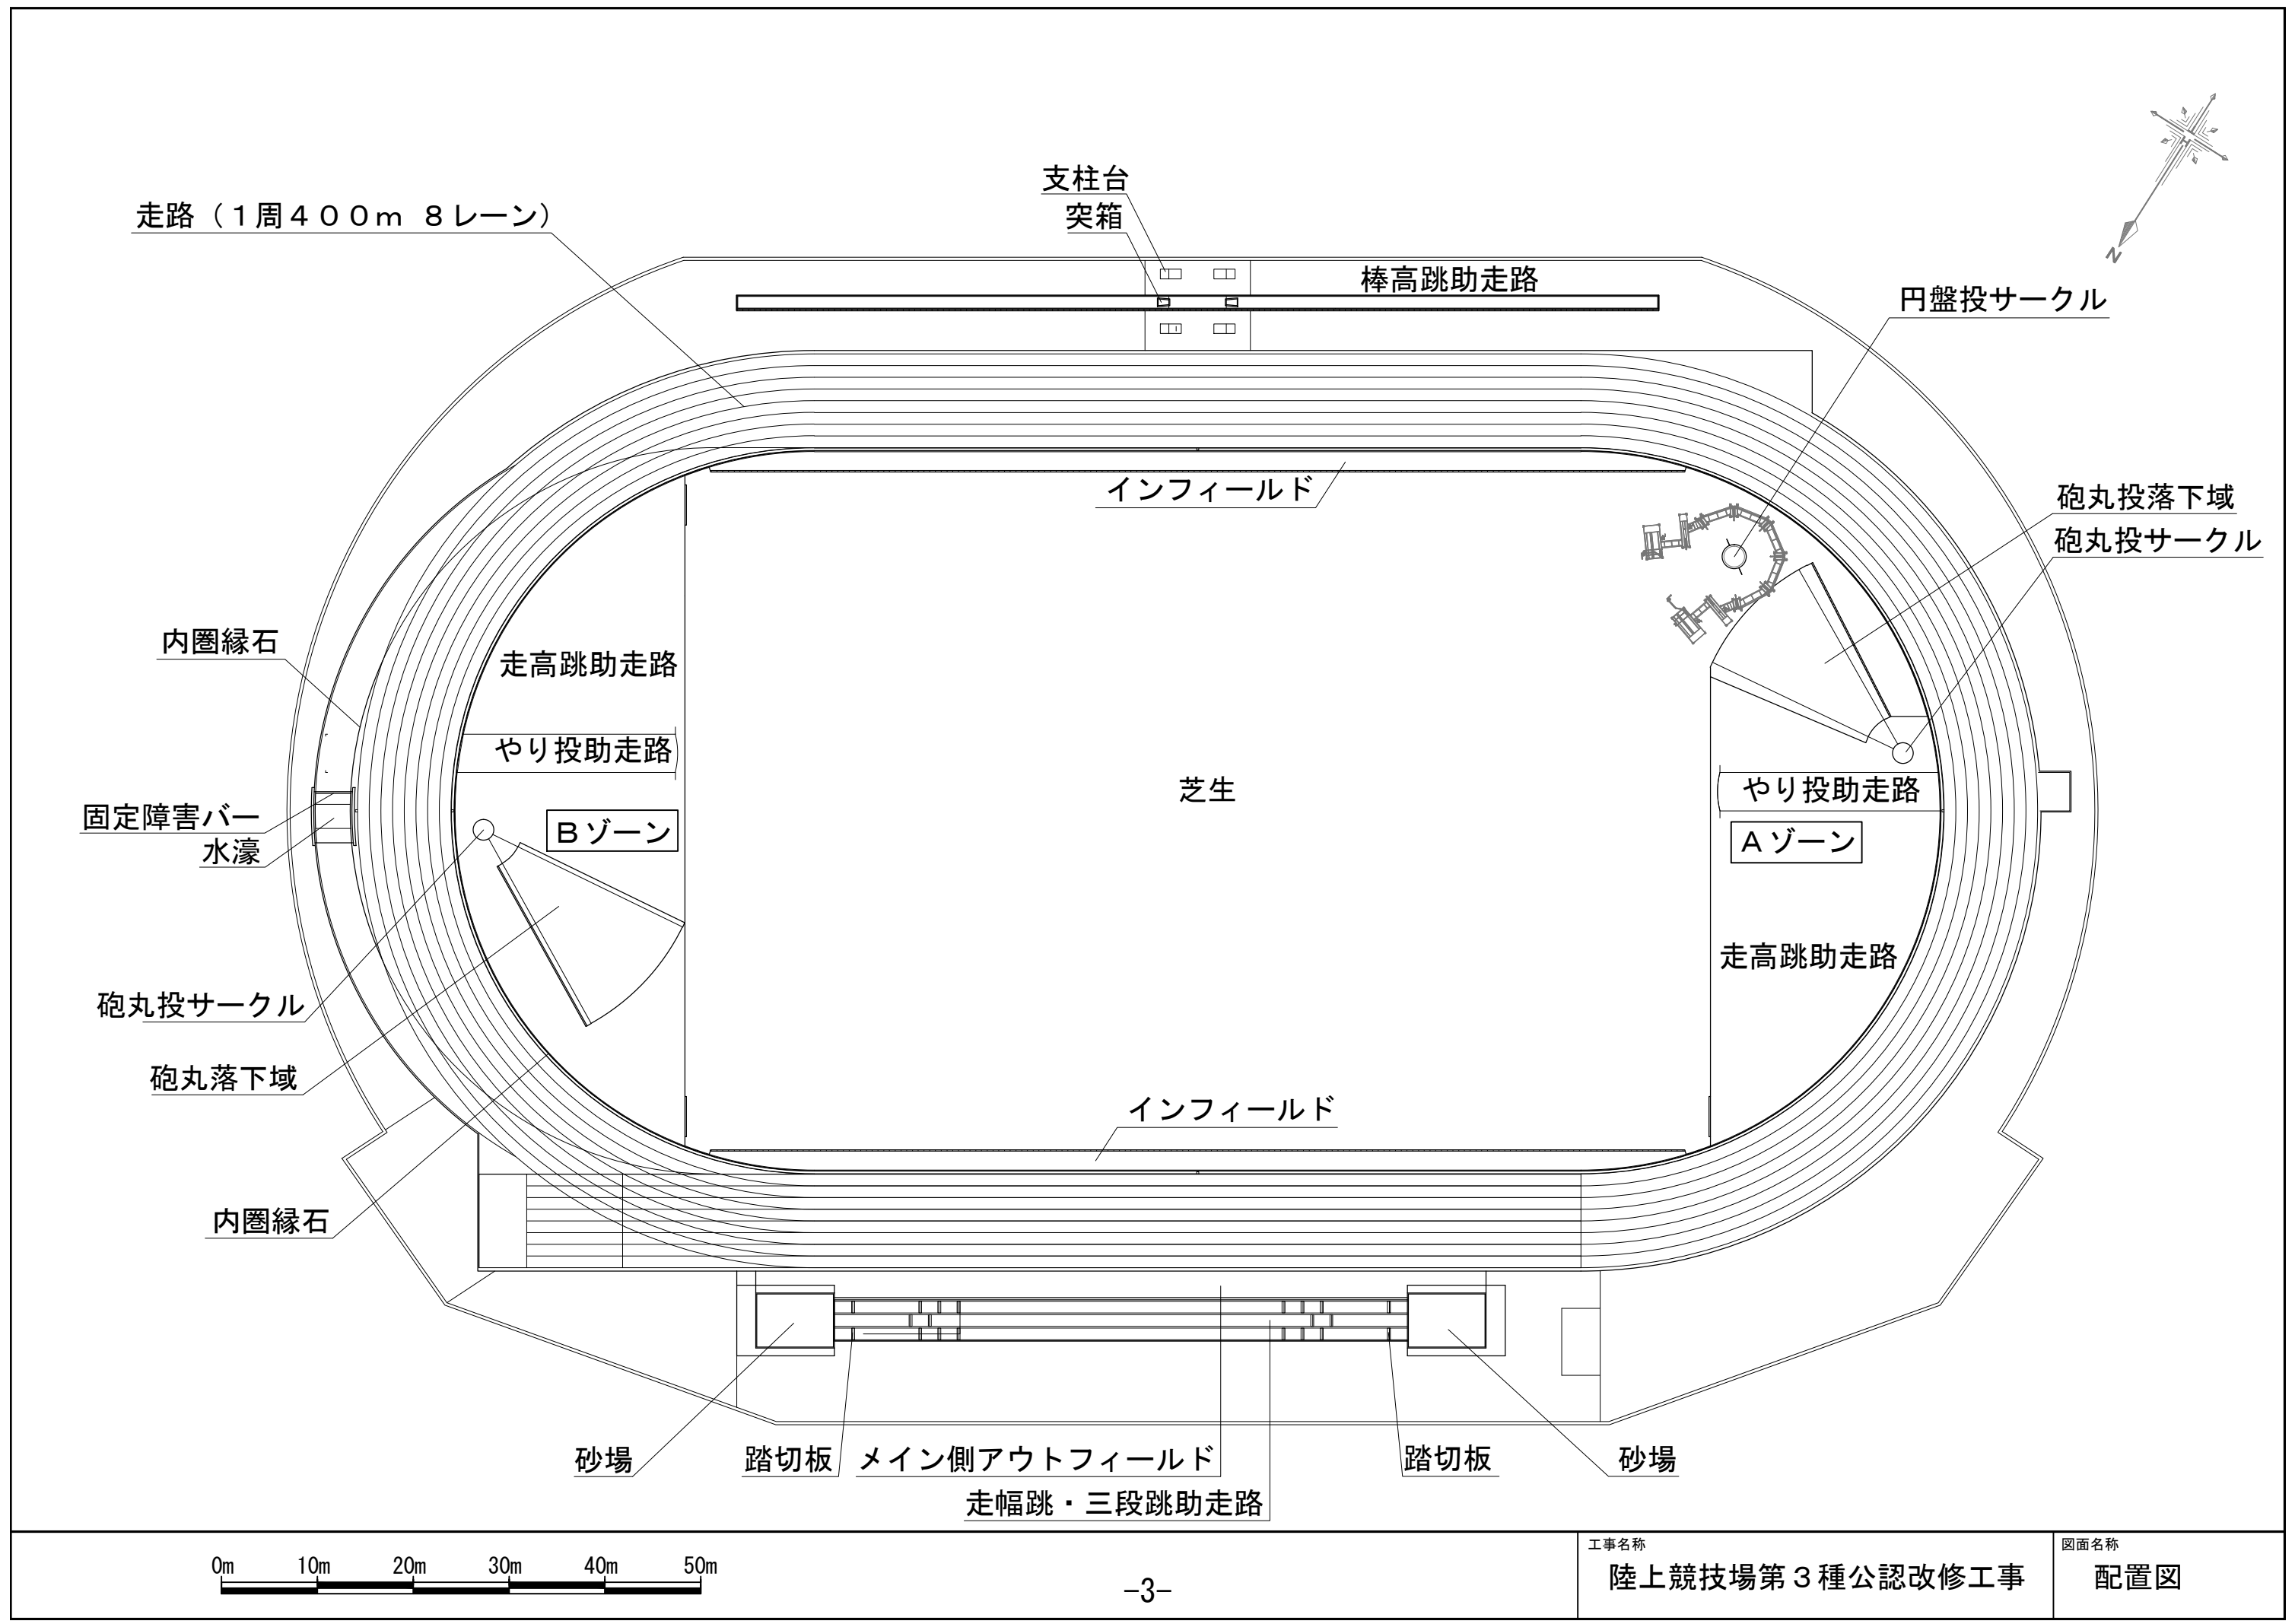 支柱台
突箱
走路（１周４００ｍ ８レーン）
棒高跳助走路
円盤投サークル
N
インフィールド
砲丸投落下域
砲丸投サークル
内圏縁石
走高跳助走路
やり投助走路
芝生
やり投助走路
固定障害バー
水濠
Ｂゾーン
Ａゾーン
走高跳助走路
砲丸投サークル
砲丸落下域
インフィールド
内圏縁石
砂場
踏切板
メイン側アウトフィールド
踏切板
砂場
走幅跳・三段跳助走路
0m 10m 20m 30m 40m 50m
-3-
工事名称
陸上競技場第３種公認改修工事
図面名称
配置図